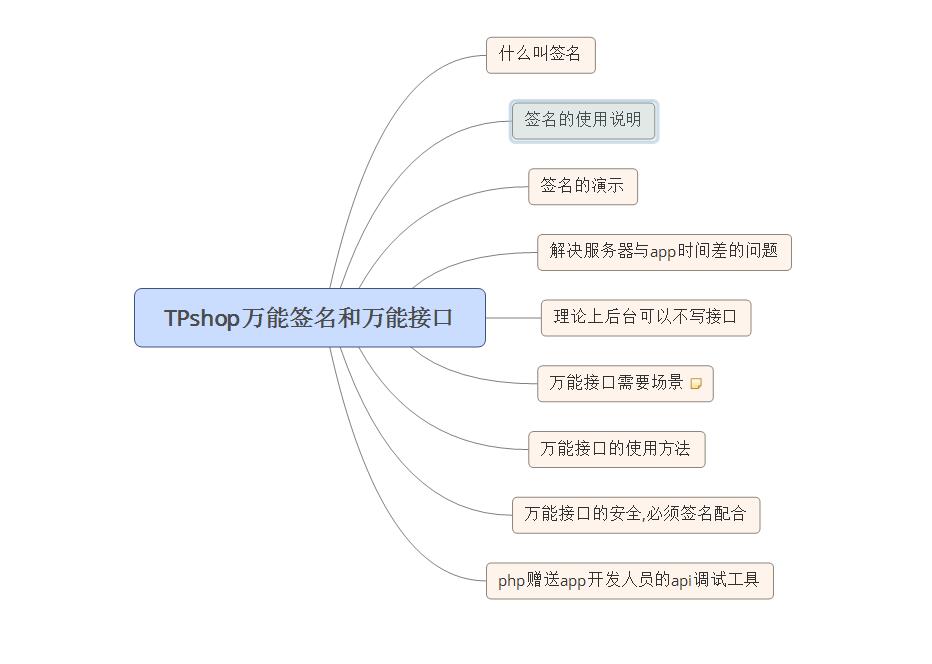 什么叫签名
签名的使用说明
签名的演示
解决服务器与app时间差的问题
TPshop万能签名和万能接口
理论上后台可以不写接口
万能接口需要场景
万能接口的使用方法
万能接口的安全,必须签名配合
php赠送app开发人员的api调试工具